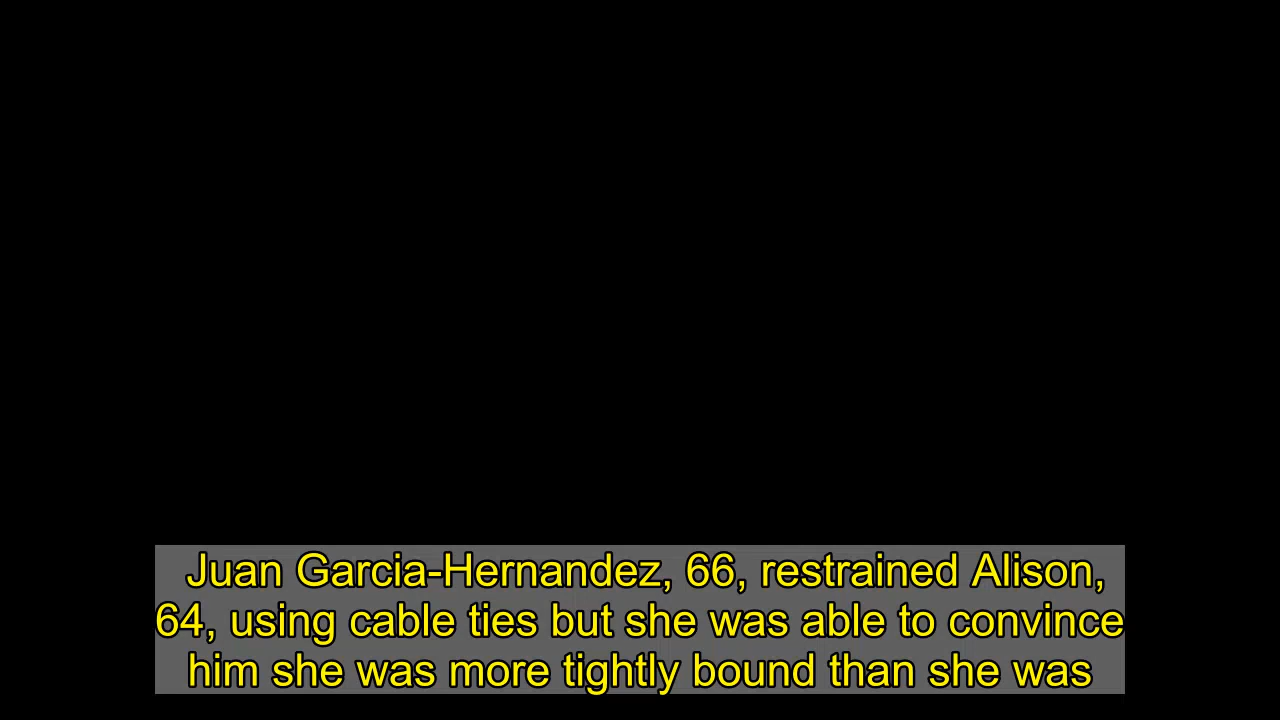 Juan Garcia-Hernandez, 66, restrained Alison,
64, using cable ties but she was able to convince
him she was more tightly bound than she was